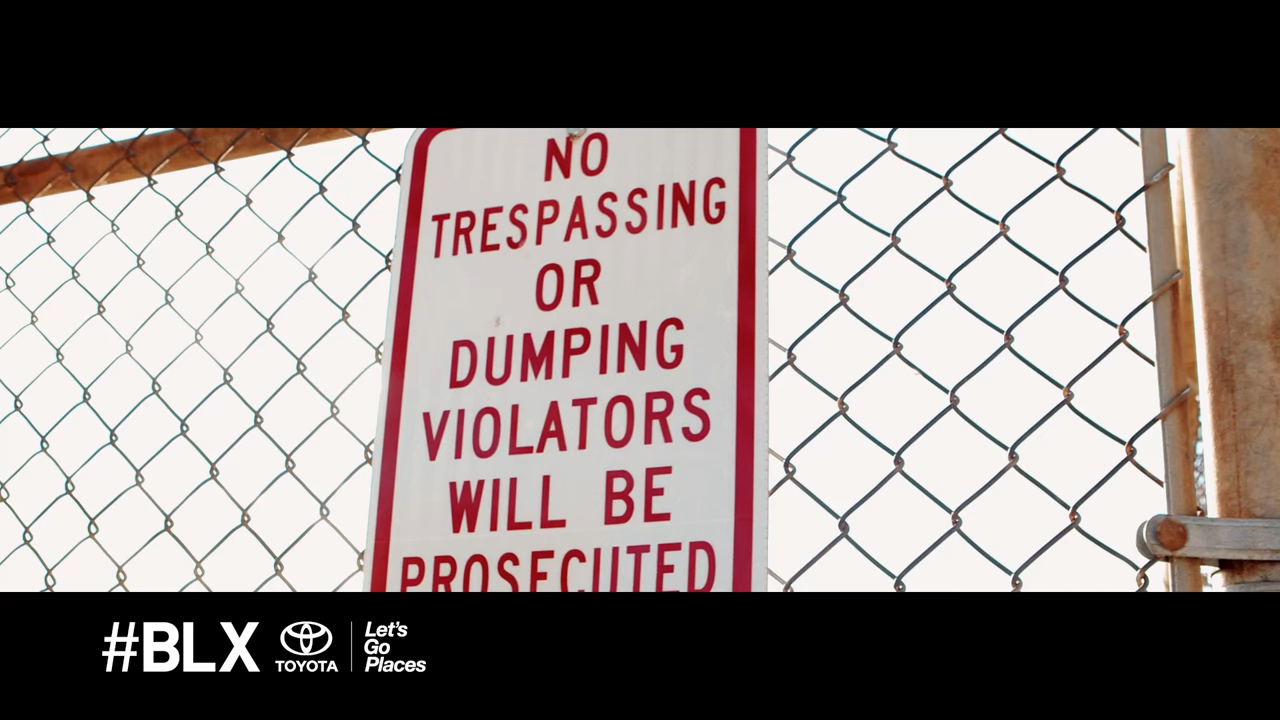 NO
TRESPASSING
OR
DUMPING
VIOLATORS
WILL BE
PROSECUTED
#BLX
TOYOTA
Let's
Go
Places